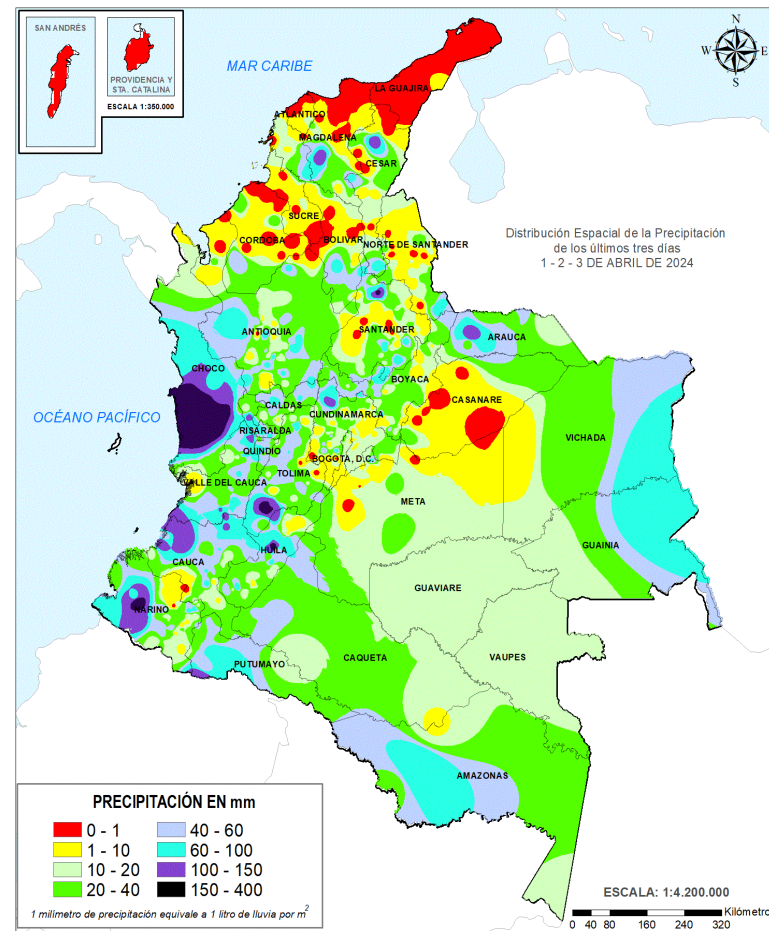 SAN ANDRÉS
PROVIDENCIA Y
STA. CATALINA
ESCALA 1:350.000
N
W
E
S
MAR CARIBE
LA GUAJIRA
ATLANTICO
MAGDALENA
CESAR
SUCRE
CORDOBA
BOLIVAR
NORTE DE SANTANDER
Distribución Espacial de la Precipitación
de los últimos tres días
1 - 2 - 3 DE ABRIL DE 2024
ANTIOQUIA
SANTANDER
ARAUCA
CHOCO
BOYACA
CASANARE
OCÉANO PACÍFICO
CALDAS
CUNDINAMARCA
RISARALDA
VICHADA
QUINDIO
BOGOTA, D.C.
TOLIMA
VALLE DEL CAUCA
META
GUAINIA
HUILA
CAUCA
GUAVIARE
NARIÑO
VAUPES
CAQUETA
PUTUMAYO
AMAZONAS
PRECIPITACIÓN EN mm
0 - 1
40 - 60
1 - 10
60 - 100
10 - 20
100 - 150
20 - 40
150 - 400
1 milímetro de precipitación equivale a 1 litro de lluvia por m2
ESCALA: 1:4.200.000
Kilómetro
0 40 80 160 240 320